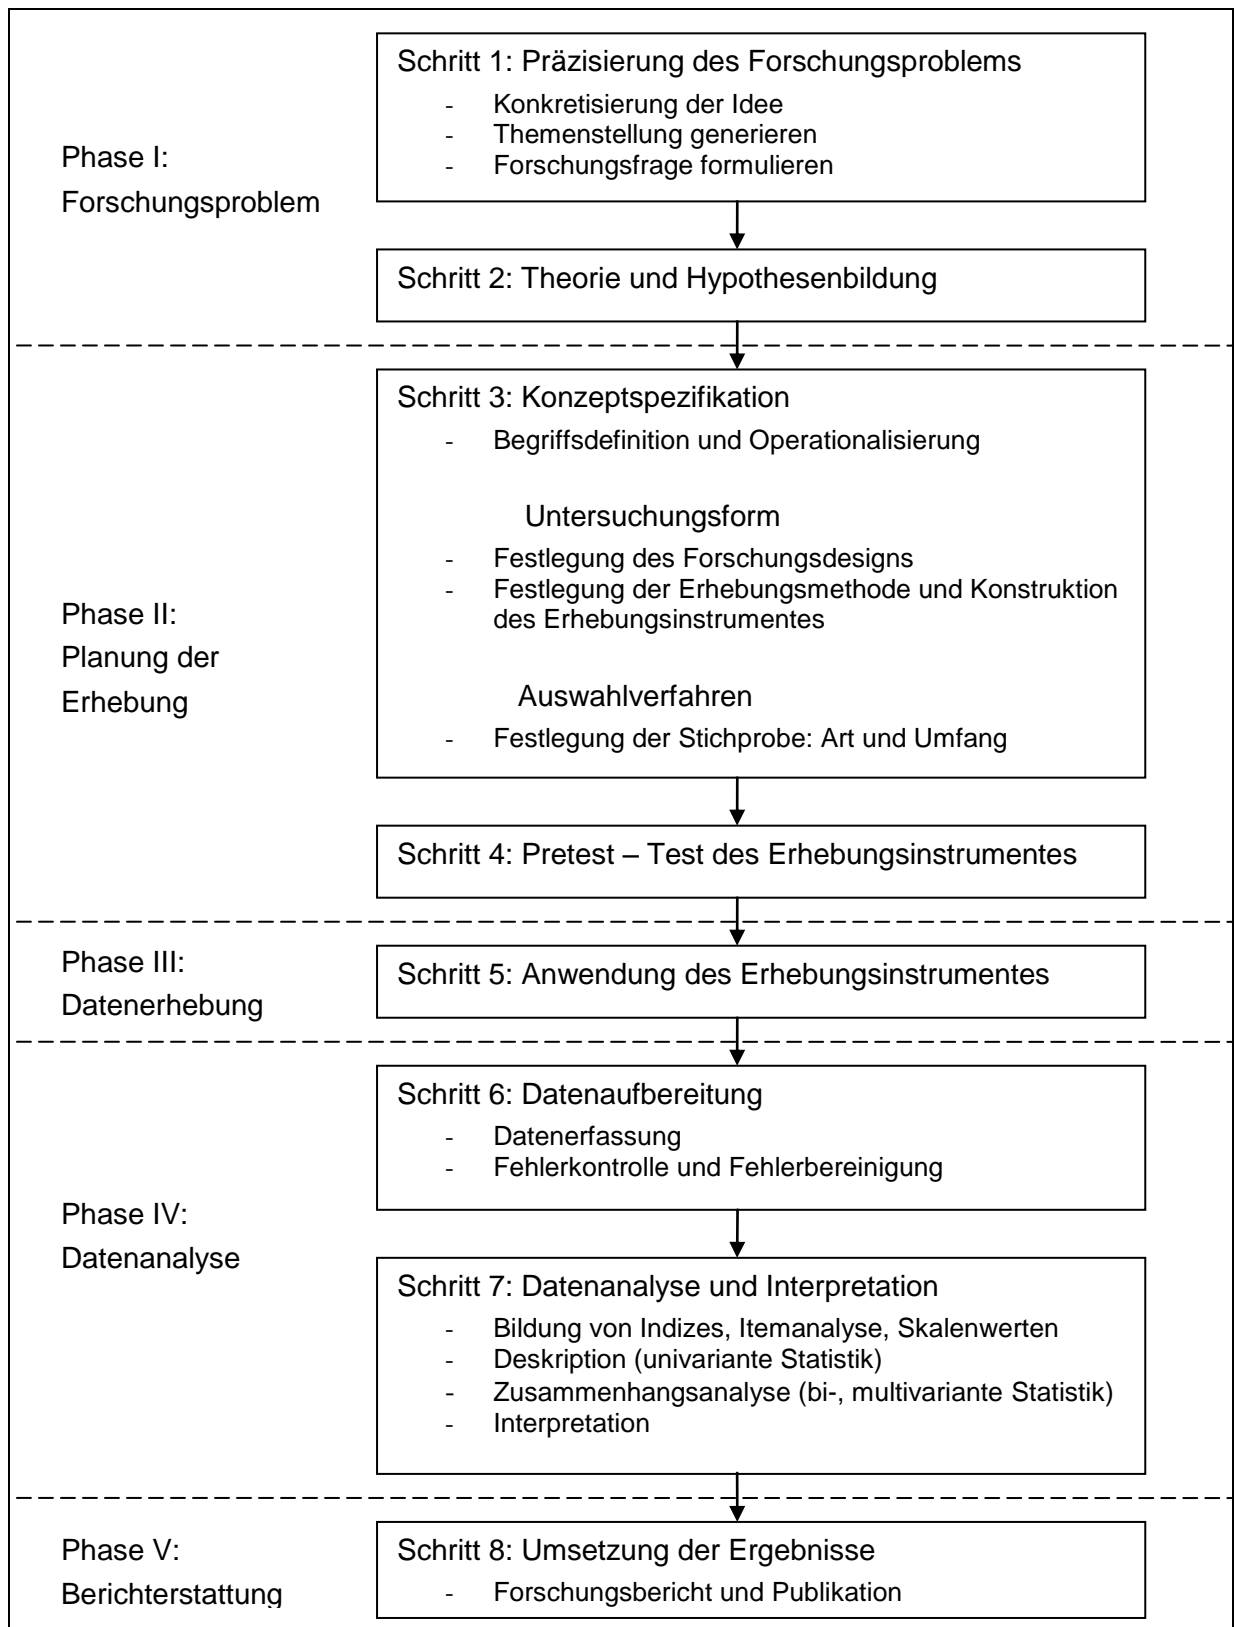 Phase I:
Forschungsproblem
Schritt 1: Präzisierung des Forschungsproblems
- Konkretisierung der Idee
- Themenstellung generieren
- Forschungsfrage formulieren
Schritt 2: Theorie und Hypothesenbildung
Phase II:
Planung der
Erhebung
Schritt 3: Konzeptspezifikation
- Begriffsdefinition und Operationalisierung
Untersuchungsform
- Festlegung des Forschungsdesigns
- Festlegung der Erhebungsmethode und Konstruktion
des Erhebungsinstrumentes
Auswahlverfahren
- Festlegung der Stichprobe: Art und Umfang
Schritt 4: Pretest – Test des Erhebungsinstrumentes
Phase III:
Datenerhebung
Schritt 5: Anwendung des Erhebungsinstrumentes
Phase IV:
Datenanalyse
Schritt 6: Datenaufbereitung
- Datenerfassung
- Fehlerkontrolle und Fehlerbereinigung
Schritt 7: Datenanalyse und Interpretation
- Bildung von Indizes, Itemanalyse, Skalenwerten
- Deskription (univariante Statistik)
- Zusammenhangsanalyse (bi-, multivariante Statistik)
- Interpretation
Phase V:
Berichterstattung
Schritt 8: Umsetzung der Ergebnisse
- Forschungsbericht und Publikation